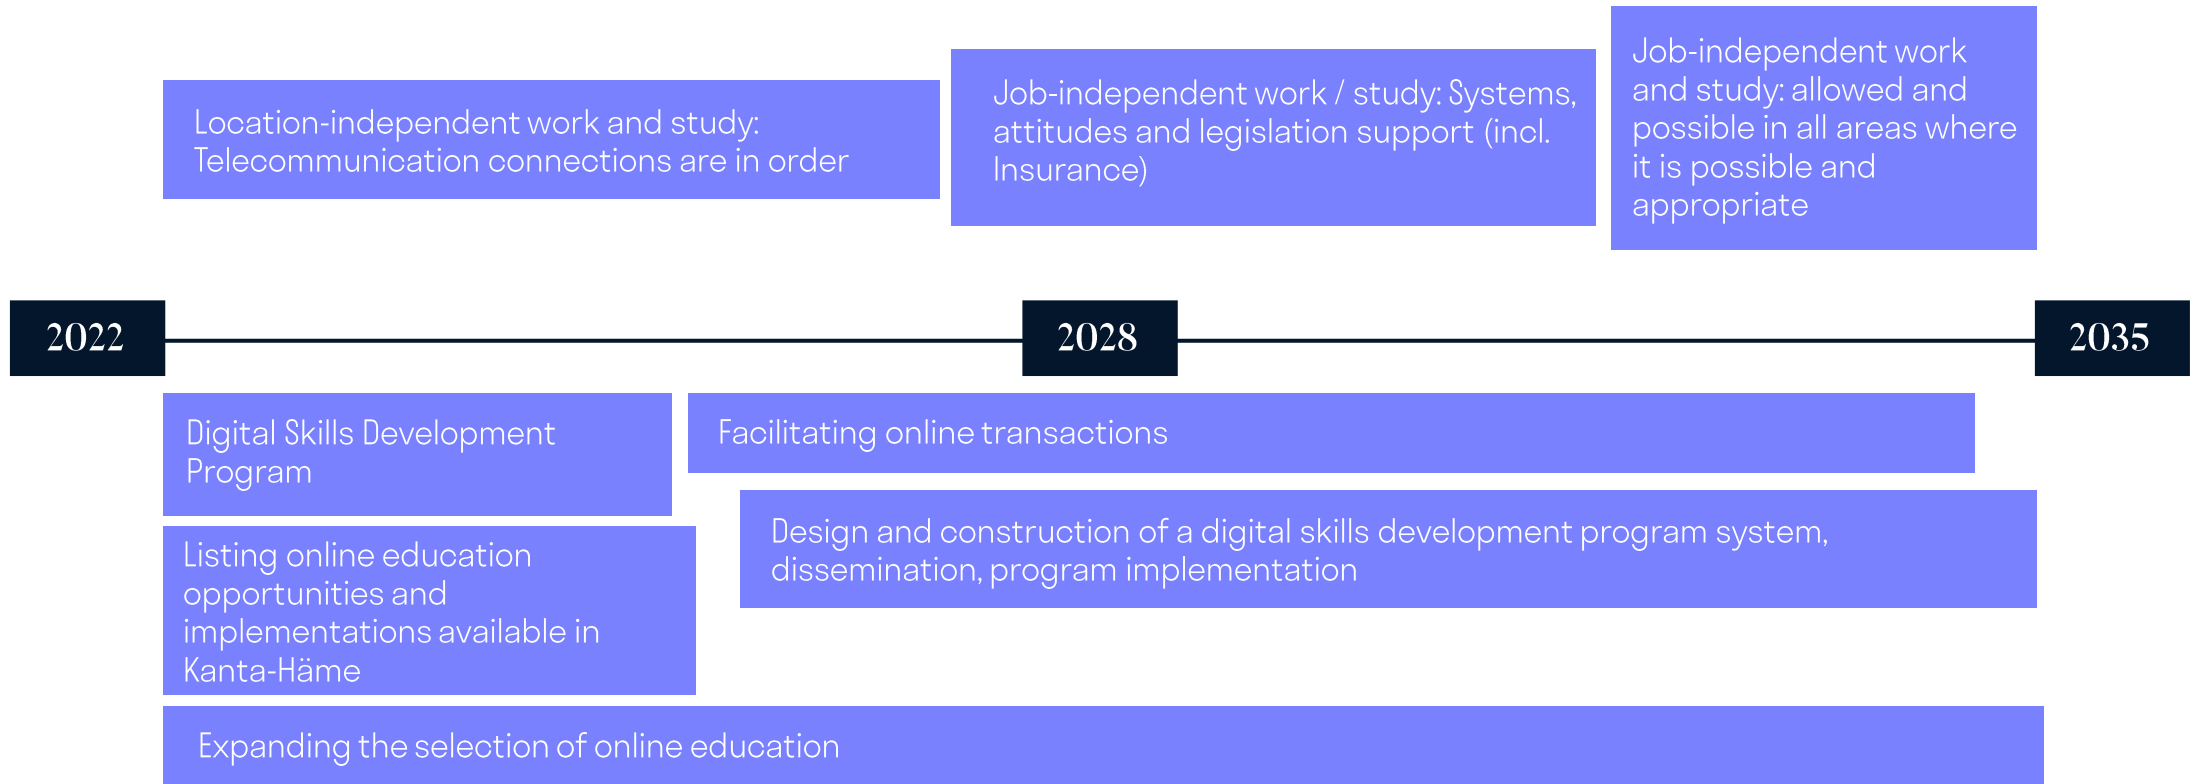 Location-independent work and study:
Telecommunication connections are in order
Job-independent work / study: Systems,
attitudes and legislation support (incl.
Insurance)
Job-independent work
and study: allowed and
possible in all areas where
it is possible and
appropriate
2022
2028
2035
Digital Skills Development
Program
Facilitating online transactions
Design and construction of a digital skills development program system,
dissemination, program implementation
Listing online education
opportunities and
implementations available in
Kanta-Häme
Expanding the selection of online education